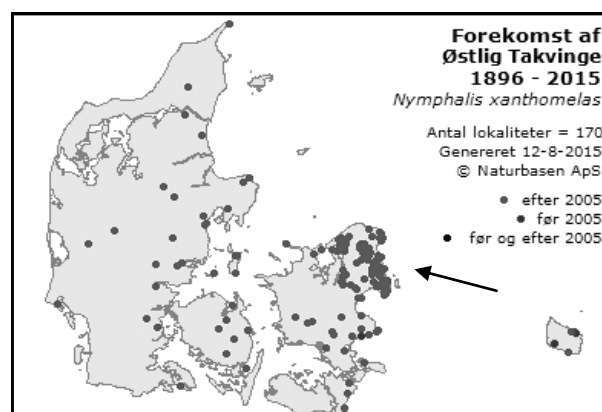 Forekomst af
Østlig Takvinge
1896 - 2015
Nymphalis xanthomelas
Antal lokaliteter = 170
Genereret 12-8-2015
© Naturbasen ApS
efter 2005
før 2005
før og efter 2005